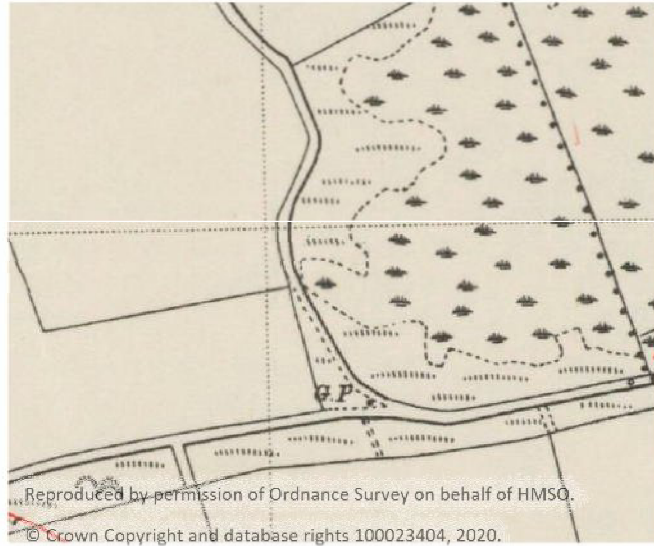 G.P.
Reproduced by permission of Ordnance Survey on behalf of HMSO.
© Crown Copyright and database rights 100023404, 2020.